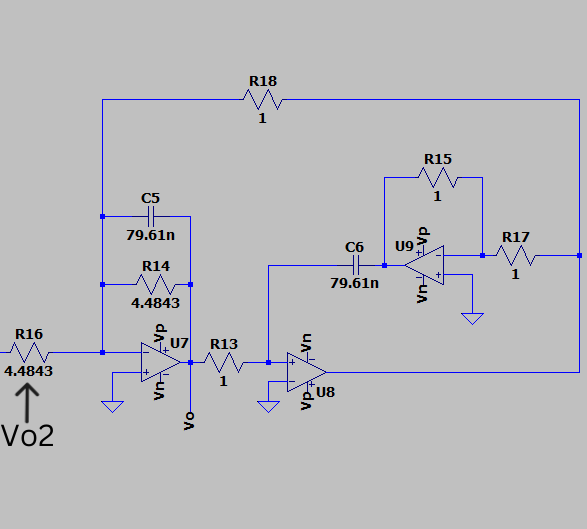 R18
1
R15
1
C5
79.61n
Vp
U9
R17
1
C6
79.61n
Vn
R14
4.4843
R16
4.4843
Vp
U7
Vn
R13
1
Vn
U8
Vp
Vo
Vo2